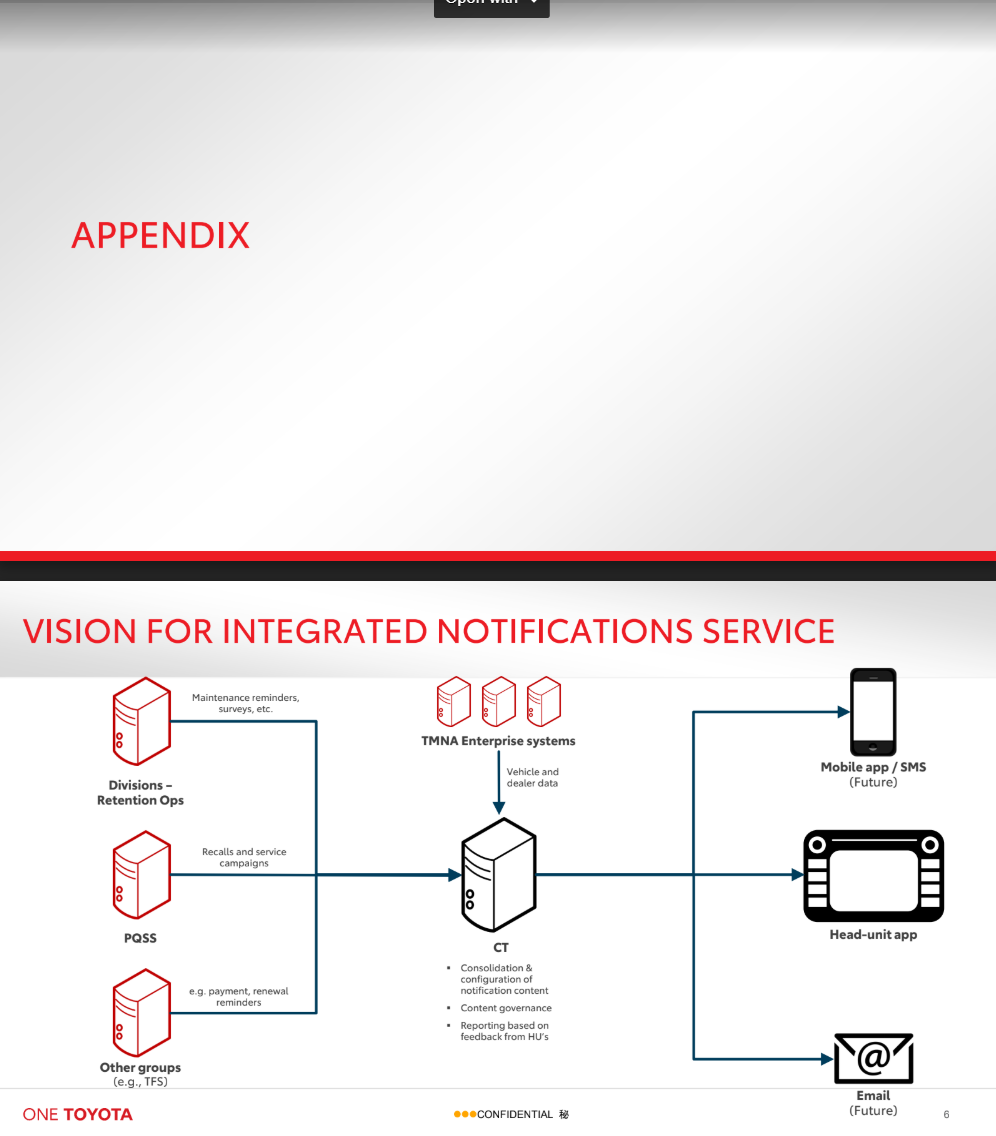 Open with
APPENDIX
VISION FOR INTEGRATED NOTIFICATIONS SERVICE
Maintenance reminders,
surveys, etc.
Divisions –
Retention Ops
Recalls and service
campaigns
PQSS
e.g. payment, renewal
reminders
Other groups
(e.g., TFS)
TMNA Enterprise systems
Vehicle and
dealer data
CT
▪ Consolidation &
configuration of
notification content
▪ Content governance
▪ Reporting based on
feedback from HU's
Mobile app / SMS
(Future)
Head-unit app
@
Email
(Future)
ONE TOYOTA
CONFIDENTIAL 秘
6